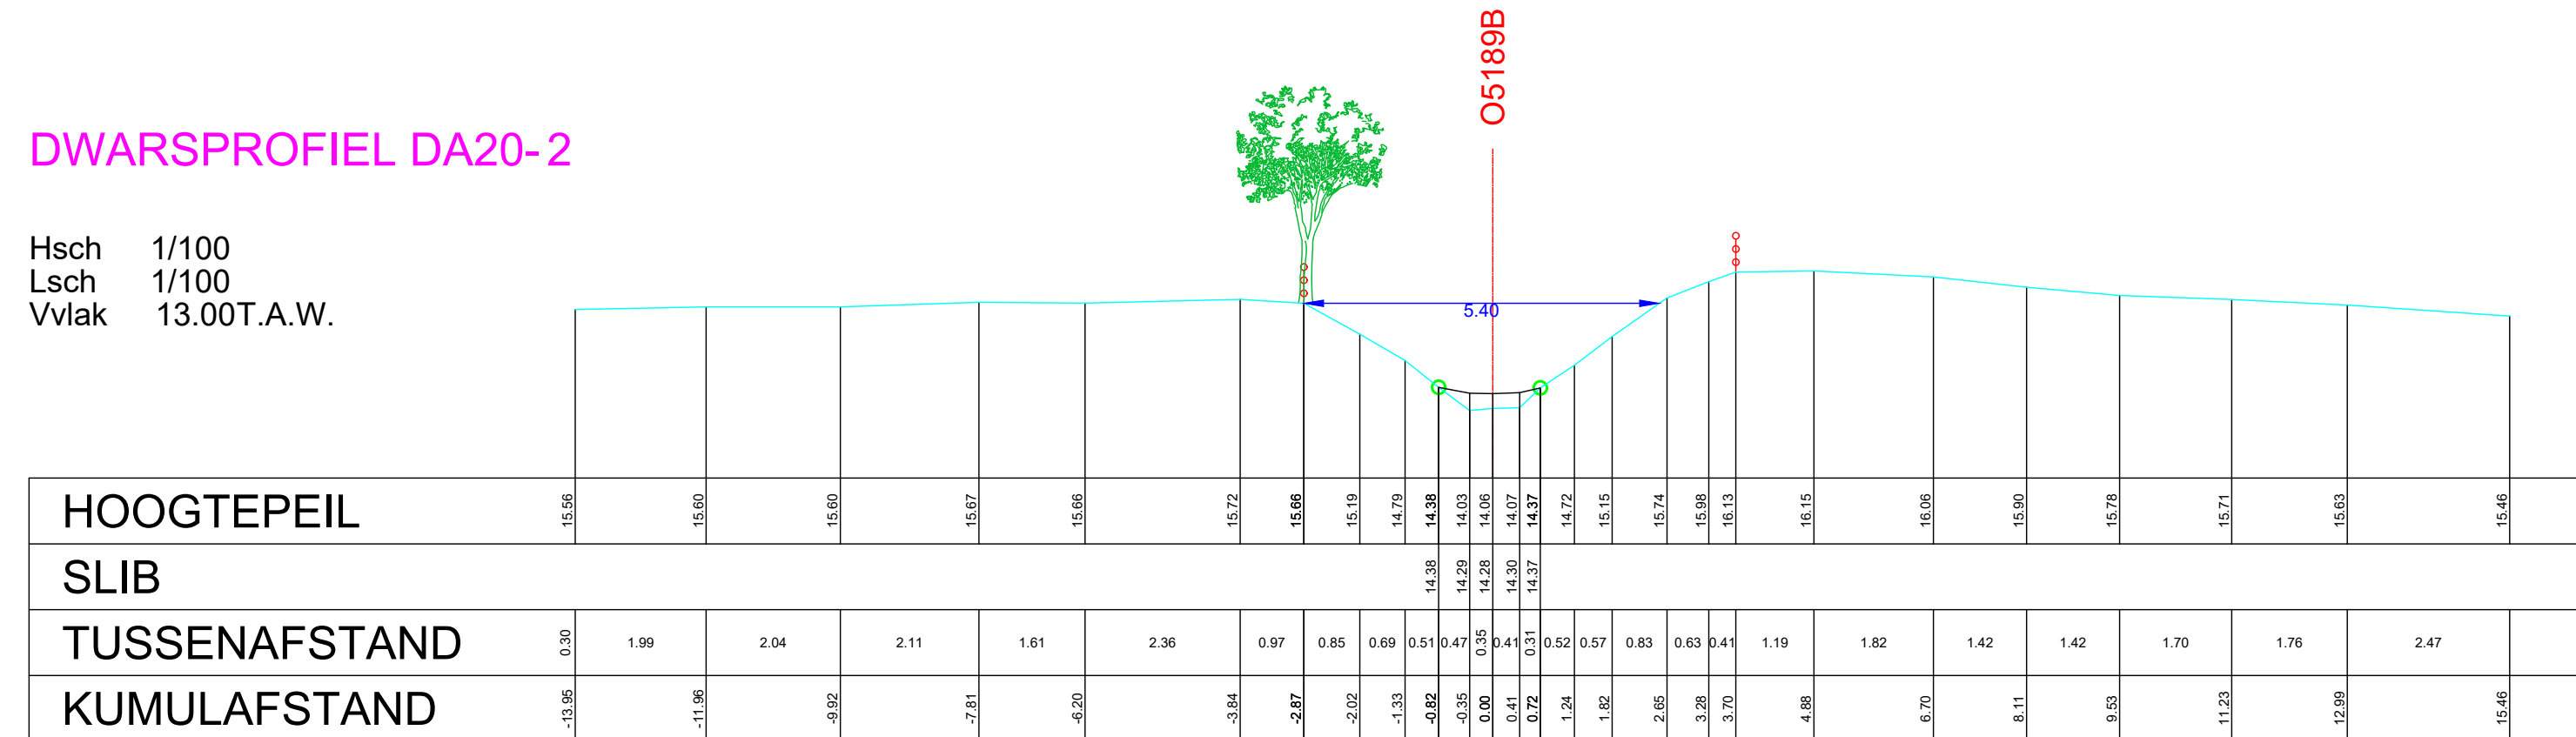 O5189B
DWARSPROFIEL DA20-2
Hsch 1/100
Lsch 1/100
Vvlak 13.00T.A.W.
5.40
HOOGTEPEIL 15.56 15.60 15.60 15.67 15.66 15.72 15.66 15.19 14.79 14.38 14.03 14.06 14.07 14.37 14.72 15.15 15.74 15.98 16.13 16.15 16.06 15.90 15.78 15.71 15.63 15.46
SLIB 14.38 14.29 14.28 14.30 14.37
TUSSENAFSTAND 0.30 1.99 2.04 2.11 1.61 2.36 0.97 0.85 0.69 0.51 0.47 0.35 0.41 0.31 0.52 0.57 0.83 0.63 0.41 1.19 1.82 1.42 1.42 1.70 1.76 2.47
KUMULAFSTAND -13.95 -11.96 -9.92 -7.81 -6.20 -3.84 -2.87 -2.02 -1.33 -0.82 -0.35 0.00 0.41 0.72 1.24 1.82 2.65 3.28 3.70 4.88 6.70 8.11 9.53 11.23 12.99 15.46